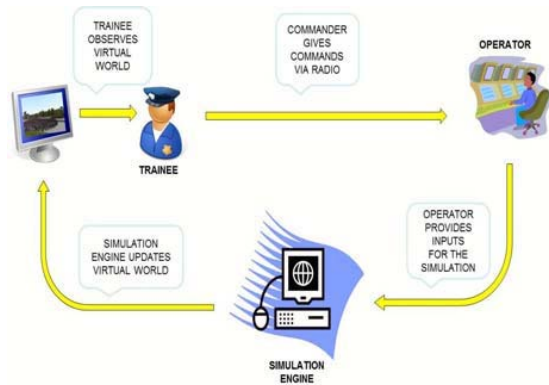 TRAINEE
OBSERVES
VIRTUAL
WORLD
COMMANDER
GIVES
COMMANDS
VIA RADIO
OPERATOR
TRAINEE
SIMULATION
ENGINE UPDATES
VIRTUAL WORLD
OPERATOR
PROVIDES
INPUTS
FOR THE
SIMULATION
SIMULATION
ENGINE